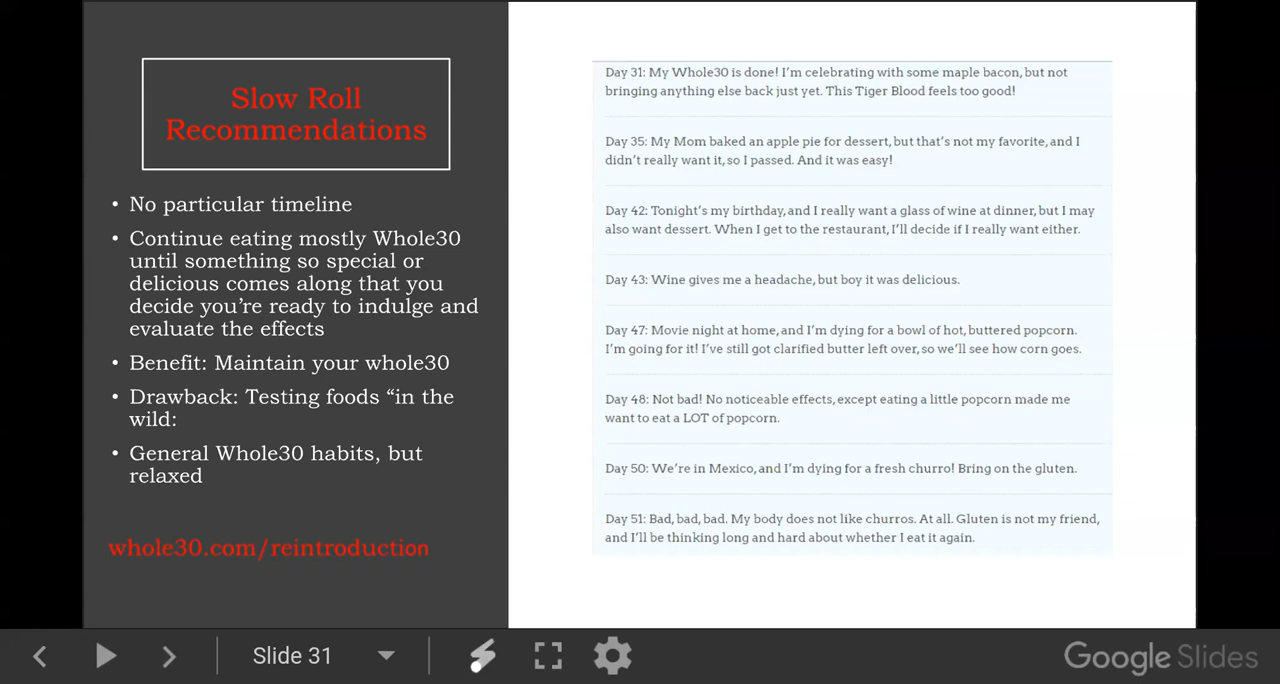 Slow Roll
Recommendations
• No particular timeline
• Continue eating mostly Whole30
until something so special or
delicious comes along that you
decide you're ready to indulge and
evaluate the effects
• Benefit: Maintain your whole30
• Drawback: Testing foods “in the
wild:
• General Whole30 habits, but
relaxed
whole30.com/reintroduction
Day 31: My Whole30 is done! I'm celebrating with some maple bacon, but not
bringing anything else back just yet. This Tiger Blood feels too good!
Day 35: My Mom baked an apple pie for dessert, but that's not my favorite, and I
didn't really want it, so I passed. And it was easy!
Day 42: Tonight's my birthday, and I really want a glass of wine at dinner, but I may
also want dessert. When I get to the restaurant, I'll decide if I really want either.
Day 43: Wine gives me a headache, but boy it was delicious.
Day 47: Movie night at home, and I'm dying for a bowl of hot, buttered popcorn.
I'm going for it! I've still got clarified butter left over, so we'll see how corn goes.
Day 48: Not bad! No noticeable effects, except eating a little popcorn made me
want to eat a LOT of popcorn.
Day 50: We're in Mexico, and I'm dying for a fresh churro! Bring on the gluten.
Day 51: Bad, bad, bad. My body does not like churros. At all. Gluten is not my friend,
and I'll be thinking long and hard about whether I eat it again.
Slide 31
Google Slides